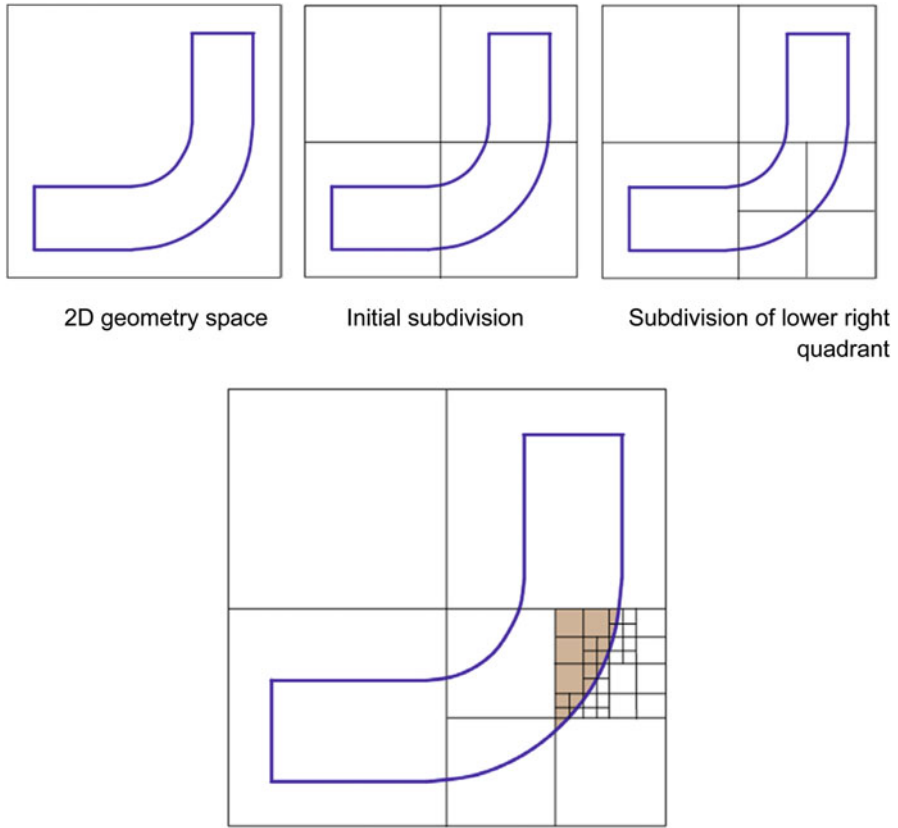 2D geometry space
Initial subdivision
Subdivision of lower right
quadrant